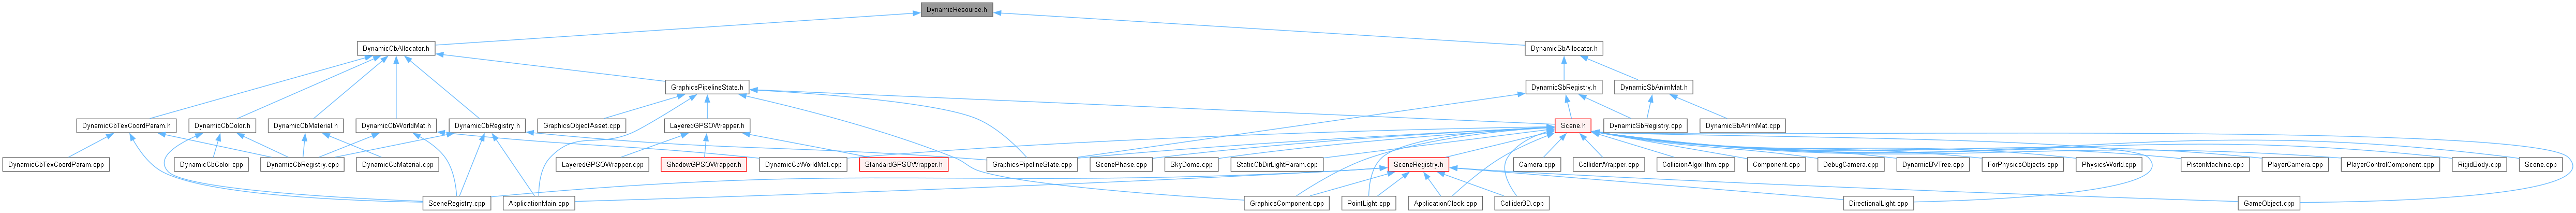 DynamicResource.h
DynamicCbAllocator.h
DynamicSbAllocator.h
GraphicsPipelineState.h
DynamicSbRegistry.h
DynamicSbAnimMat.h
DynamicCbTexCoordParam.h
DynamicCbColor.h
DynamicCbMaterial.h
DynamicCbWorldMat.h
DynamicCbRegistry.h
GraphicsObjectAsset.cpp
LayeredGPSOWrapper.h
Scene.h
DynamicSbRegistry.cpp
DynamicSbAnimMat.cpp
DynamicCbTexCoordParam.cpp
DynamicCbColor.cpp
DynamicCbRegistry.cpp
DynamicCbMaterial.cpp
LayeredGPSOWrapper.cpp
ShadowGPSOWrapper.h
DynamicCbWorldMat.cpp
StandardGPSOWrapper.h
GraphicsPipelineState.cpp
ScenePhase.cpp
SkyDome.cpp
StaticCbDirLightParam.cpp
SceneRegistry.h
Camera.cpp
ColliderWrapper.cpp
CollisionAlgorithm.cpp
Component.cpp
DebugCamera.cpp
DynamicBVTree.cpp
ForPhysicsObjects.cpp
PhysicsWorld.cpp
PistonMachine.cpp
PlayerCamera.cpp
PlayerControlComponent.cpp
RigidBody.cpp
Scene.cpp
SceneRegistry.cpp
ApplicationMain.cpp
GraphicsComponent.cpp
PointLight.cpp
ApplicationClock.cpp
Collider3D.cpp
DirectionalLight.cpp
GameObject.cpp